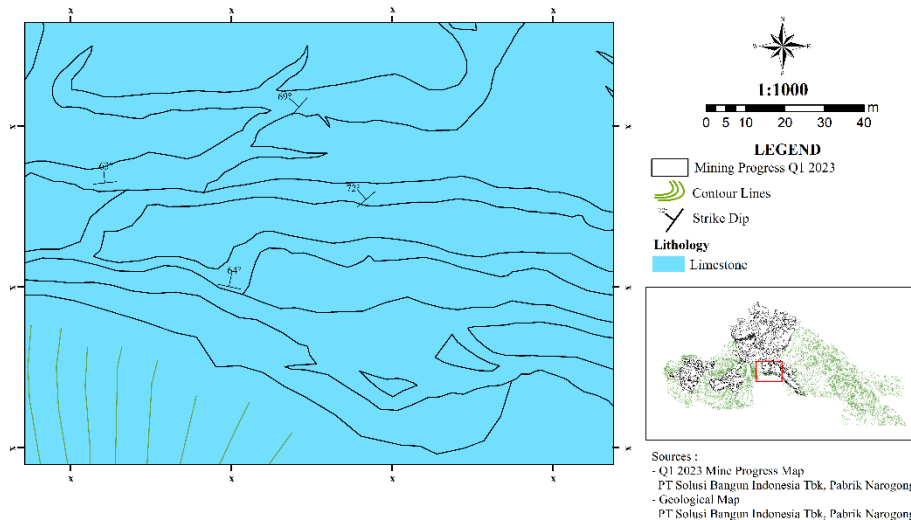 x x x x
69°
63°
72°
64°
x x
x x
x x
x x x x
N
W E
S
1:1000
m
0 5 10 20 30 40
LEGEND
Mining Progress Q1 2023
Contour Lines
Strike Dip
Lithology
Limestone
Sources :
- Q1 2023 Mine Progress Map
PT Solusi Bangun Indonesia Tbk, Pabrik Narogong
- Geological Map
PT Solusi Bangun Indonesia Tbk, Pabrik Narogong